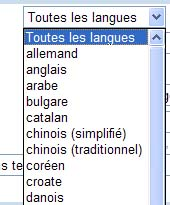 Toutes les langues
Toutes les langues
allemand
anglais
arabe
bulgare
catalan
chinois (simplifié)
chinois (traditionnel)
coréen
croate
danois